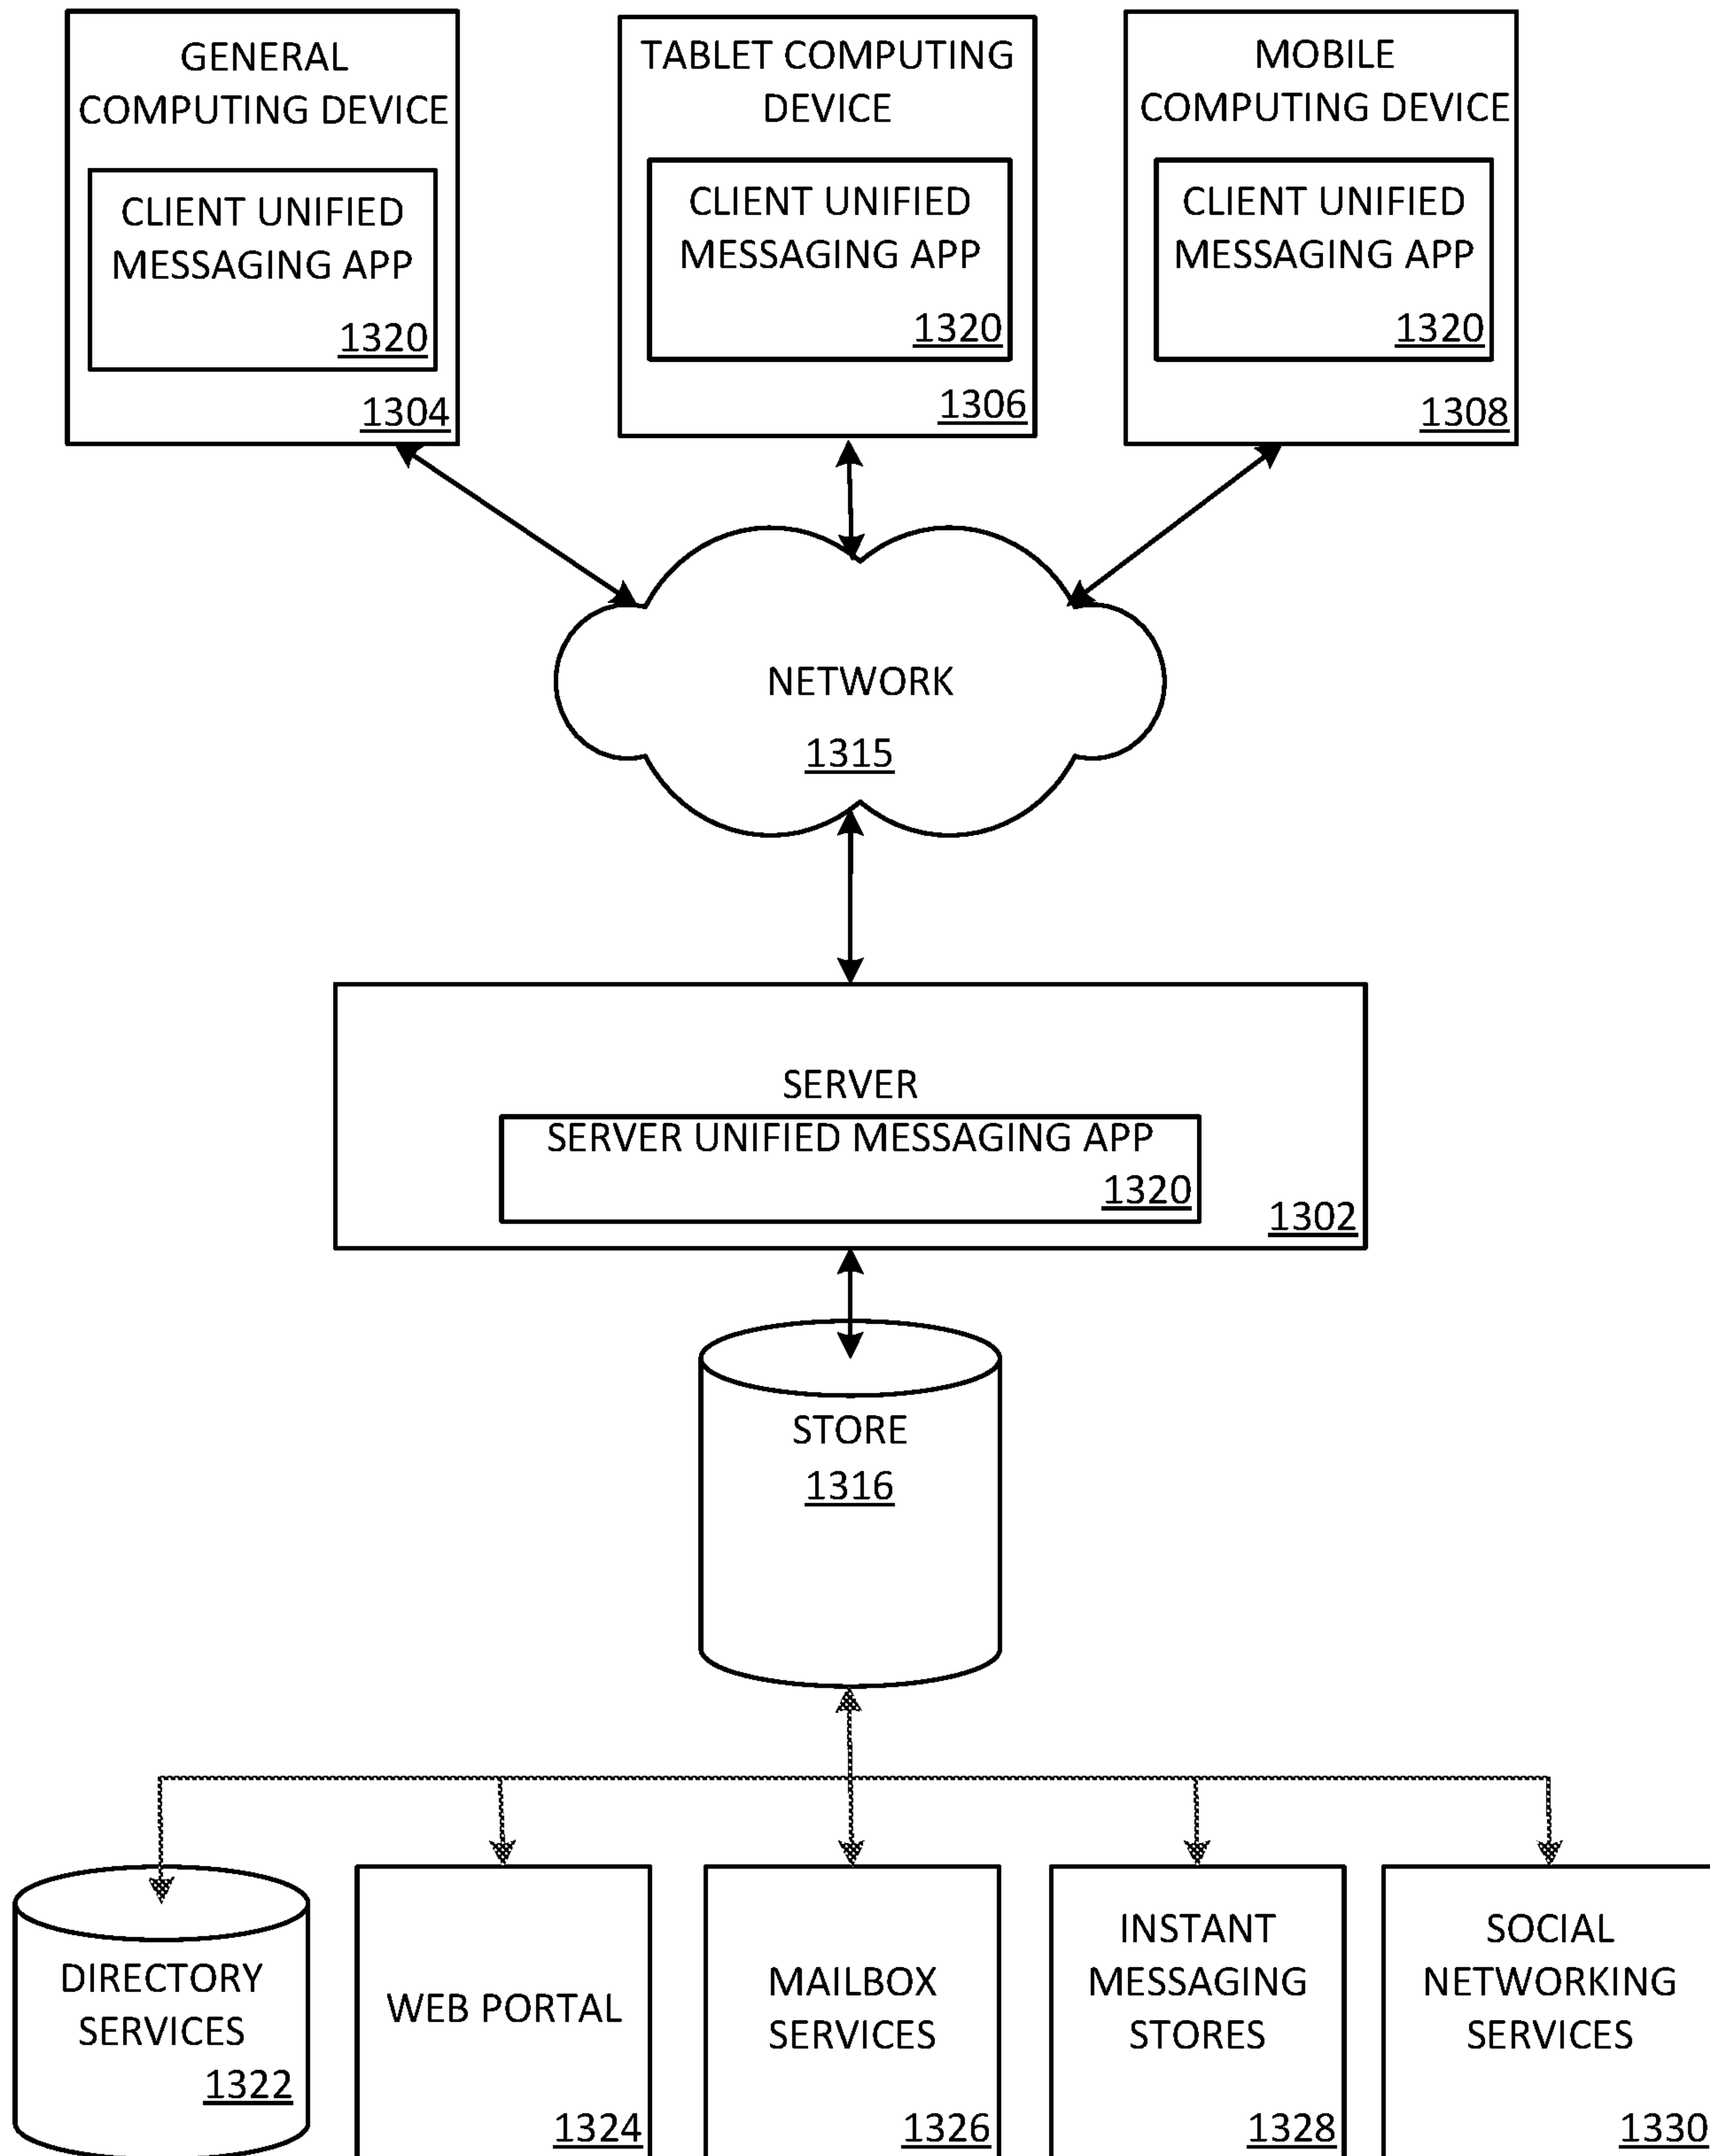 GENERAL
COMPUTING DEVICE
CLIENT UNIFIED
MESSAGING APP
1320
1304
TABLET COMPUTING
DEVICE
CLIENT UNIFIED
MESSAGING APP
1320
1306
MOBILE
COMPUTING DEVICE
CLIENT UNIFIED
MESSAGING APP
1320
1308
NETWORK
1315
SERVER
SERVER UNIFIED MESSAGING APP
1320
1302
STORE
1316
DIRECTORY
SERVICES
1322
WEB PORTAL
1324
MAILBOX
SERVICES
1326
INSTANT
MESSAGING
STORES
1328
SOCIAL
NETWORKING
SERVICES
1330